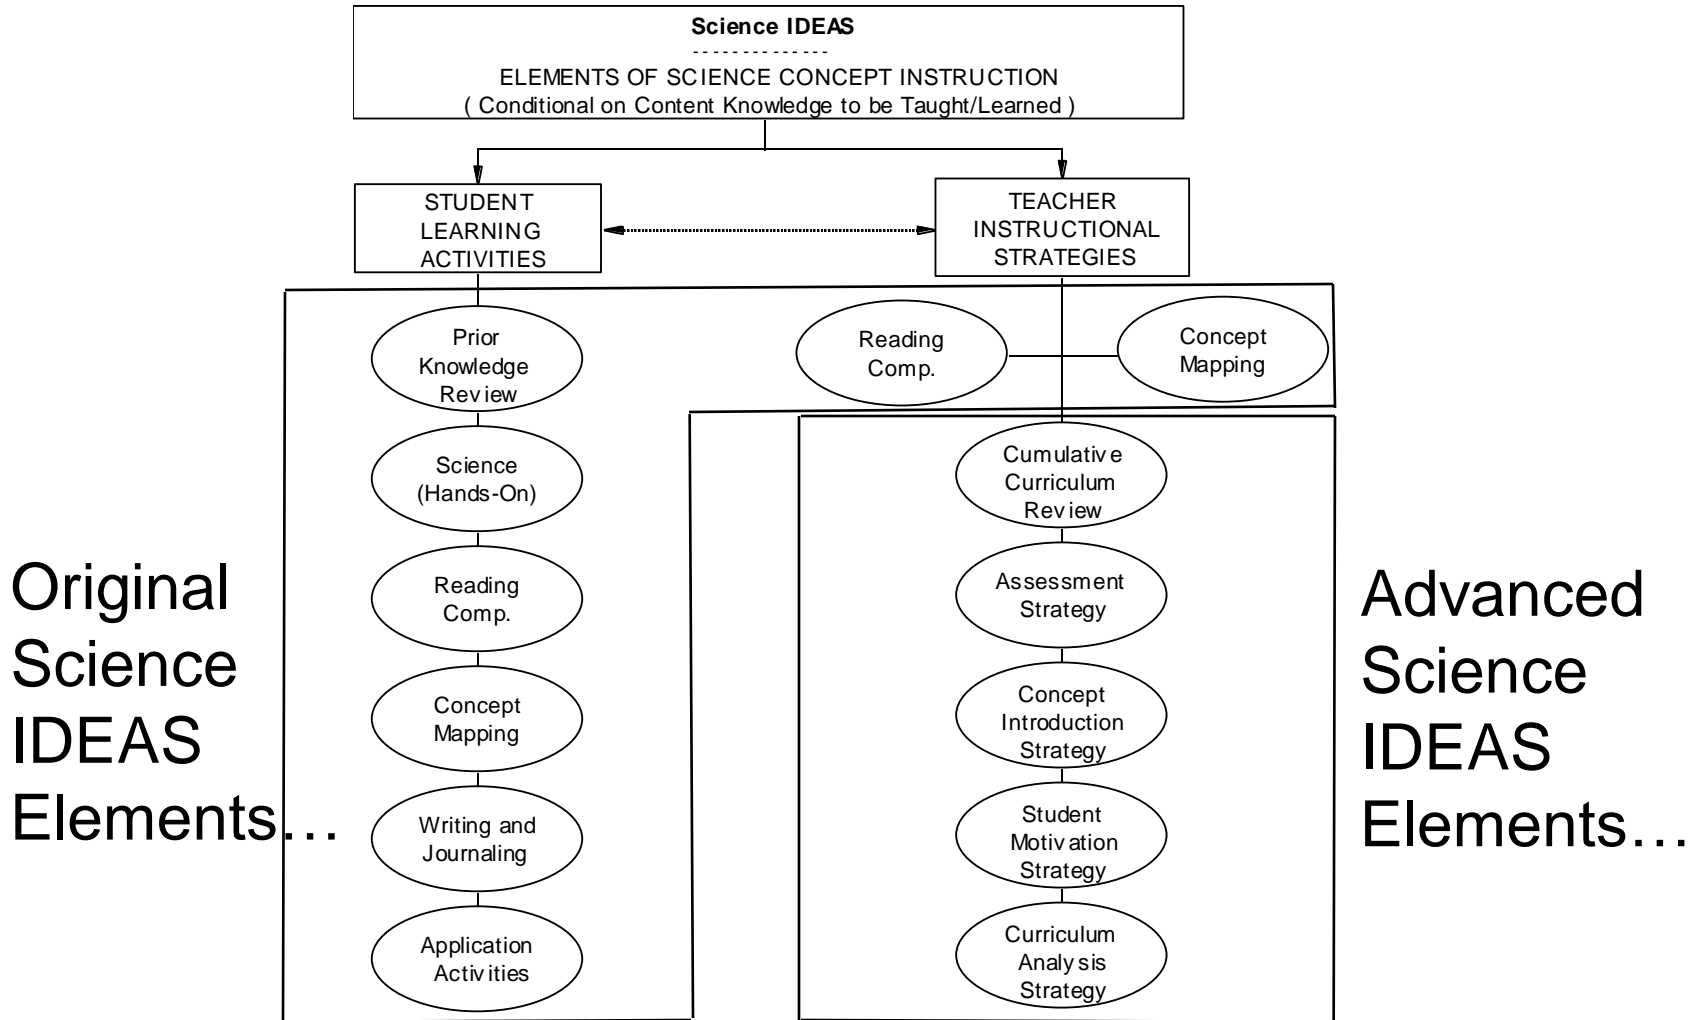 Science IDEAS
- - - - - - - - - - - - -
ELEMENTS OF SCIENCE CONCEPT INSTRUCTION
( Conditional on Content Knowledge to be Taught/Learned )
STUDENT
LEARNING
ACTIVITIES
TEACHER
INSTRUCTIONAL
STRATEGIES
Prior
Knowledge
Review
Science
(Hands-On)
Reading
Comp.
Concept
Mapping
Writing and
Journaling
Application
Activities
Reading
Comp.
Concept
Mapping
Cumulative
Curriculum
Review
Assessment
Strategy
Concept
Introduction
Strategy
Student
Motivation
Strategy
Curriculum
Analysis
Strategy
Original
Science
IDEAS
Elements…
Advanced
Science
IDEAS
Elements…